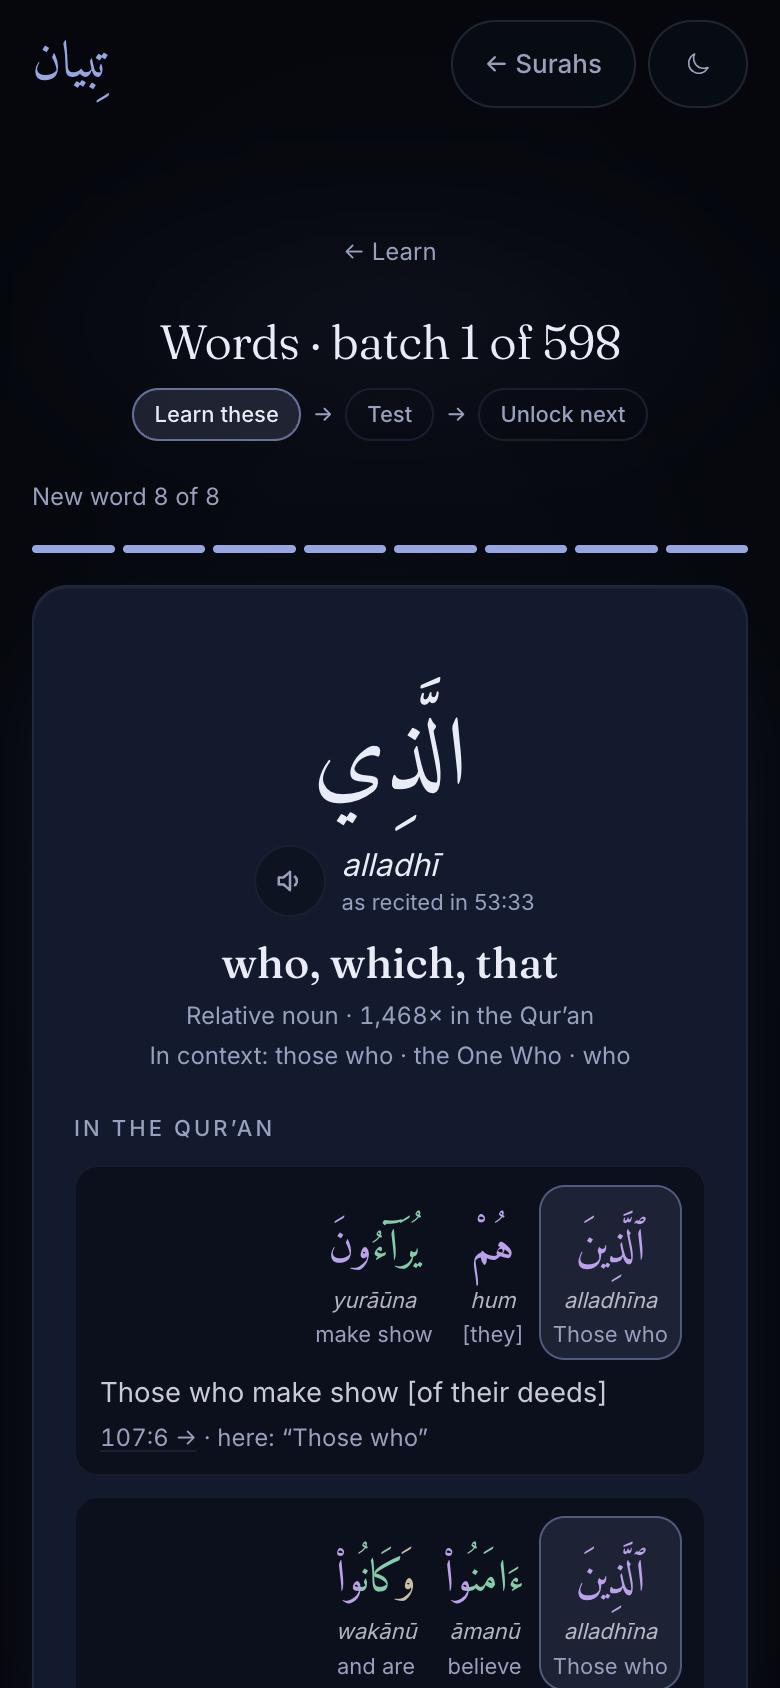 تِبيان
← Surahs
← Learn
Words · batch 1 of 598
Learn these → Test → Unlock next
New word 8 of 8
الَّذِي
alladhī
as recited in 53:33
who, which, that
Relative noun · 1,468× in the Qur’an
In context: those who · the One Who · who
IN THE QUR’AN
ٱلَّذِينَ هُمْ يُرَآءُونَ
alladhīna hum yurāūna
Those who [they] make show
Those who make show [of their deeds]
107:6 → · here: “Those who”
ٱلَّذِينَ ءَامَنُوا۟ وَكَانُوا۟
alladhīna āmanū wakānū
Those who believe and are